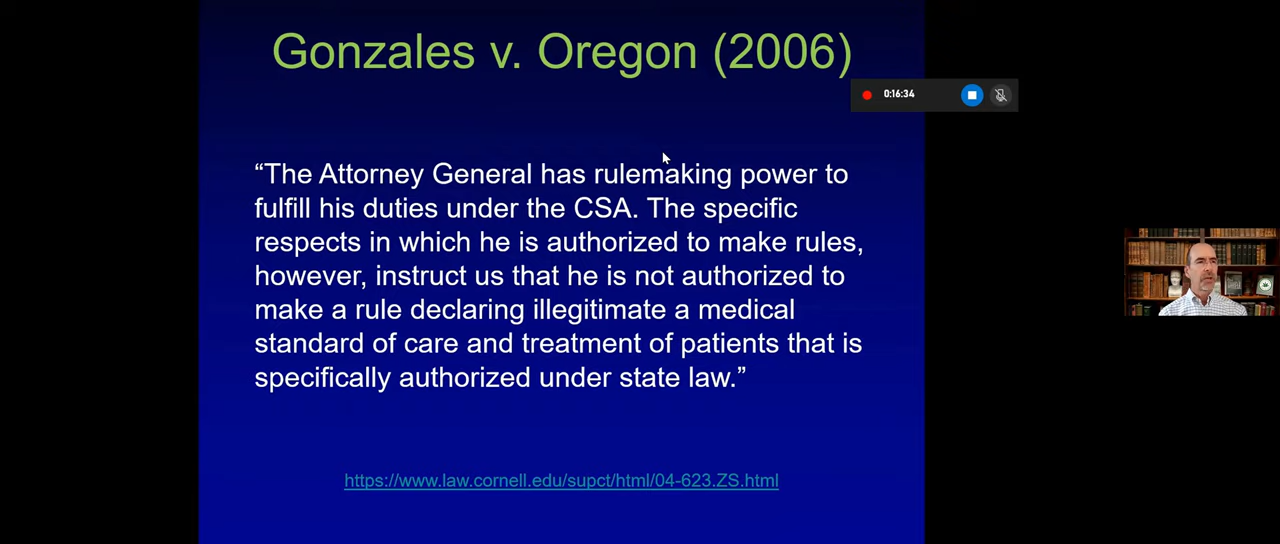 Gonzales v. Oregon (2006)
0:16:34
“The Attorney General has rulemaking power to
fulfill his duties under the CSA. The specific
respects in which he is authorized to make rules,
however, instruct us that he is not authorized to
make a rule declaring illegitimate a medical
standard of care and treatment of patients that is
specifically authorized under state law.”
https://www.law.cornell.edu/supct/html/04-623.ZS.html